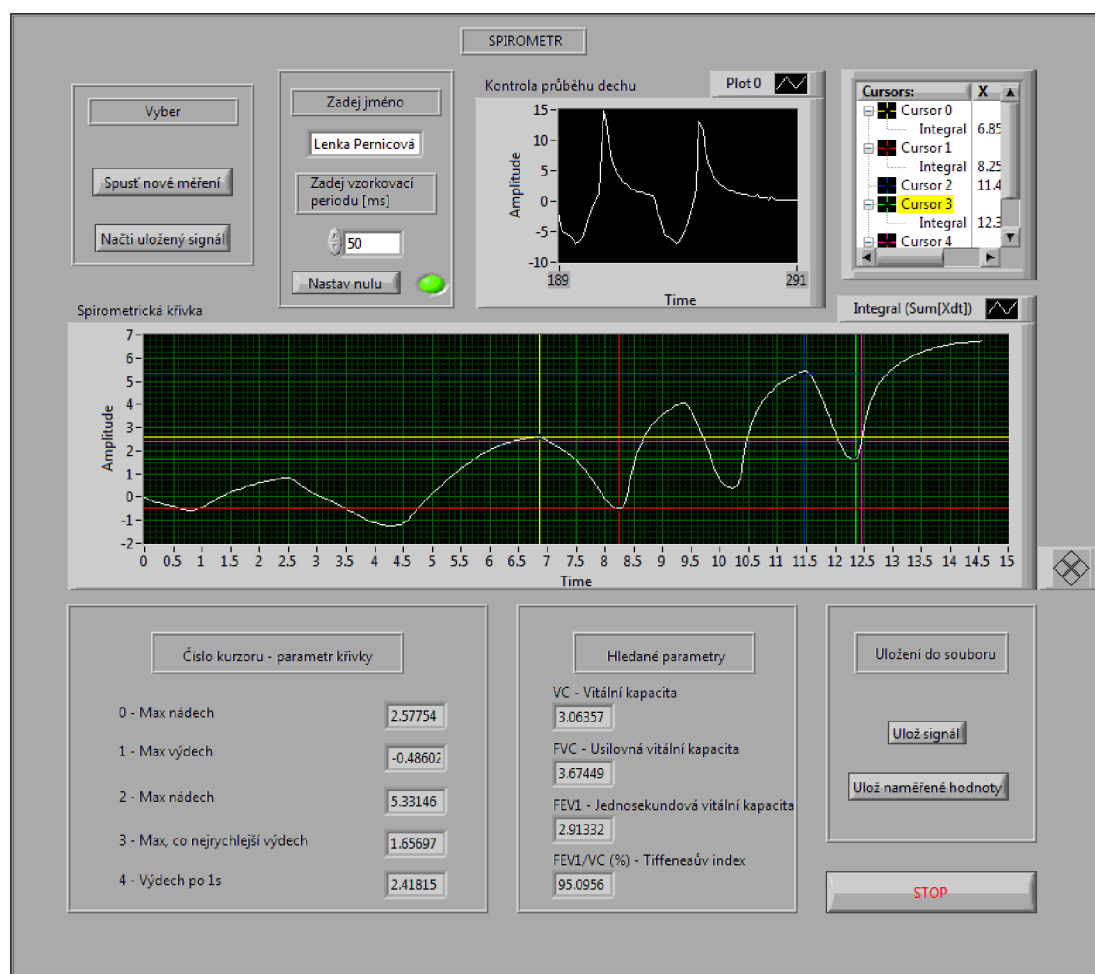 SPIROMETR
Vyber
Spusť nové měření
Načti uložený signál
Zadej jméno
Lenka Pernicová
Zadej vzorkovací
periodu [ms]
50
Nastav nulu
Kontrola průběhu dechu
Plot 0
15
10
5
0
-5
-10
Amplitude
189
291
Time
Cursors:
X
Cursor 0
Integral
6.85
Cursor 1
Integral
8.25
Cursor 2
11.4
Cursor 3
Integral
12.3
Cursor 4
Spirometrická křivka
Integral (Sum[Xdt])
7
6
5
4
3
2
1
0
-1
-2
Amplitude
0 0.5 1 1.5 2 2.5 3 3.5 4 4.5 5 5.5 6 6.5 7 7.5 8 8.5 9 9.5 10 10.5 11 11.5 12 12.5 13 13.5 14 14.5 15
Time
Číslo kurzoru - parametr křivky
0 - Max nádech
2.57754
1 - Max výdech
-0.48602
2 - Max nádech
5.33146
3 - Max, co nejrychlejší výdech
1.65697
4 - Výdech po 1s
2.41815
Hledané parametry
VC - Vitální kapacita
3.06357
FVC - Usilovná vitální kapacita
3.67449
FEV1 - Jednosekundová vitální kapacita
2.91332
FEV1/VC (%) - Tiffeneaův index
95.0956
Uložení do souboru
Ulož signál
Ulož naměřené hodnoty
STOP